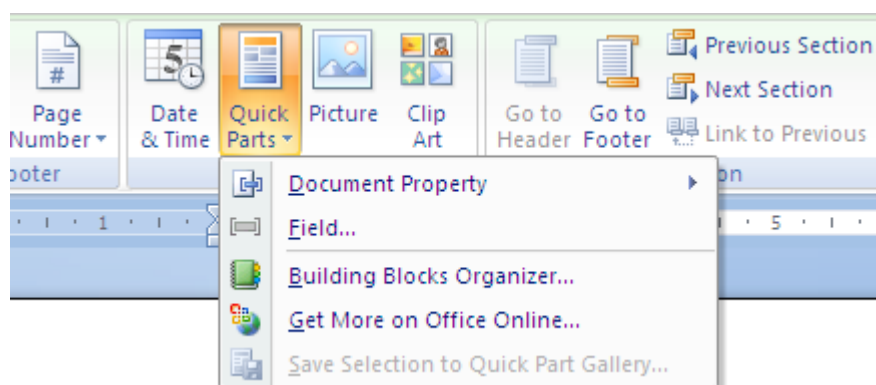 Page Number
Date & Time
5
Quick Parts
Picture
Clip Art
Go to Header
Go to Footer
Previous Section
Next Section
Link to Previous
#
ooter
on
Document Property
Field...
Building Blocks Organizer...
Get More on Office Online...
Save Selection to Quick Part Gallery...
1
5